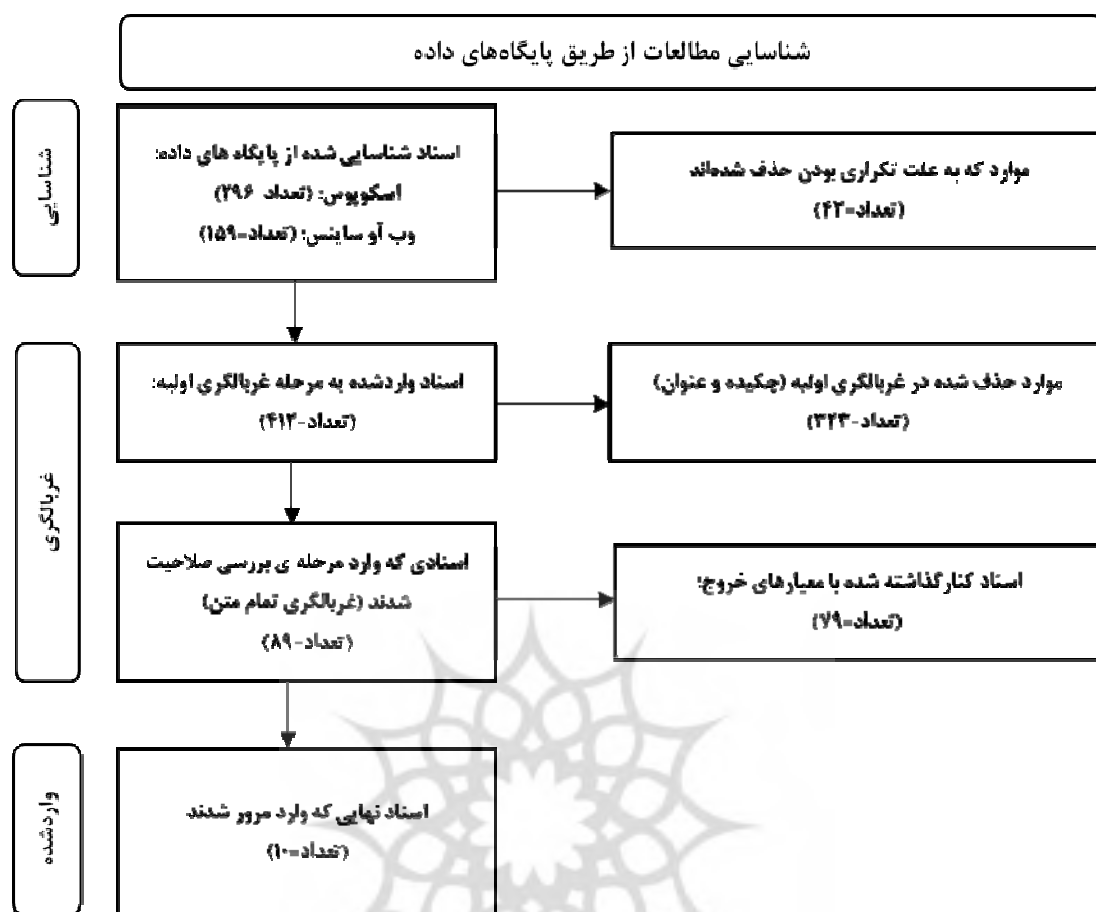 شناسایی مطالعات از طریق پایگاه‌های داده
شناسایی
اسناد شناسایی شده از پایگاه های داده:
اسکوپوس: (تعداد ۲۹۶)
وب آو ساینس: (تعداد=۱۵۹)
موارد که به علت تکراری بودن حذف شده‌اند
(تعداد=۴۳)
غربالگری
اسناد واردشده به مرحله غربالگری اولیه:
(تعداد-۴۱۲)
موارد حذف شده در غربالگری اولیه (چکیده و عنوان)
(تعداد-۳۲۳)
اسنادی که وارد مرحله ی بررسی صلاحیت
شدند (غربالگری تمام متن)
(تعداد-۸۹)
اسناد کنارگذاشته شده با معیارهای خروج:
(تعداد=۷۹)
واردشده
اسناد نهایی که وارد مرور شدند
(تعداد=۱۰)